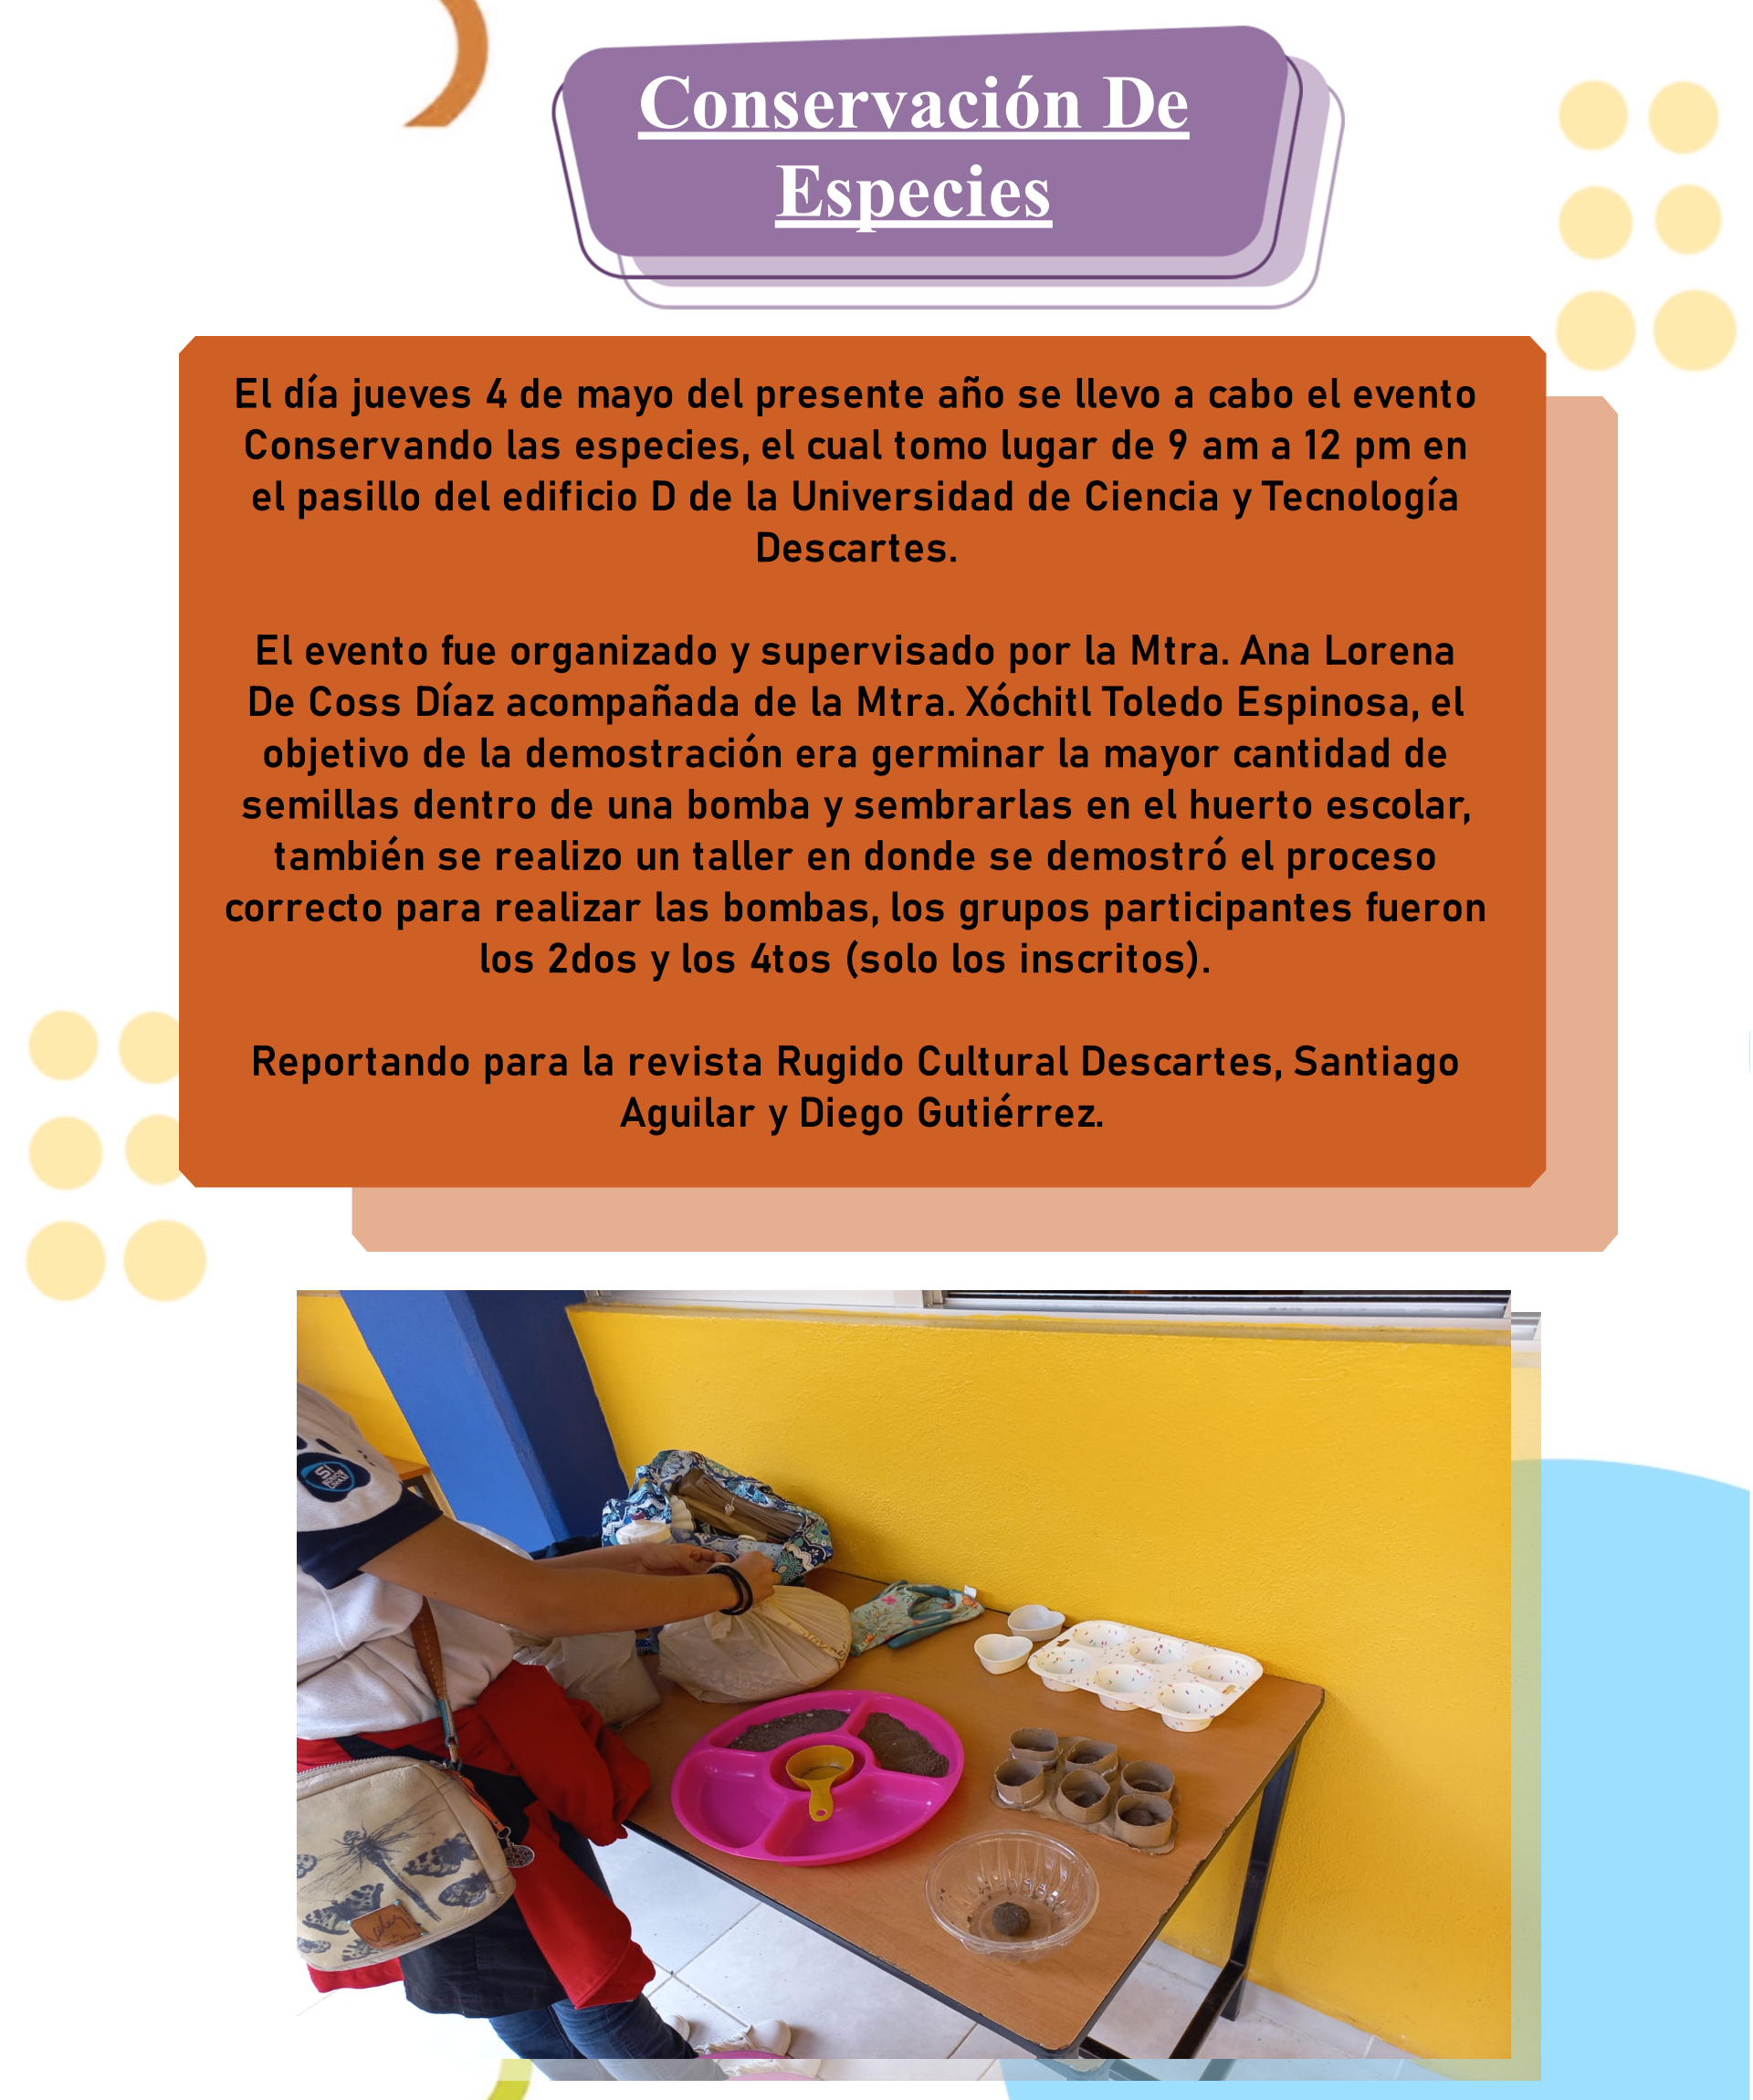 Conservación De
Especies
El día jueves 4 de mayo del presente año se llevo a cabo el evento
Conservando las especies, el cual tomo lugar de 9 am a 12 pm en
el pasillo del edificio D de la Universidad de Ciencia y Tecnología
Descartes.
El evento fue organizado y supervisado por la Mtra. Ana Lorena
De Coss Díaz acompañada de la Mtra. Xóchitl Toledo Espinosa, el
objetivo de la demostración era germinar la mayor cantidad de
semillas dentro de una bomba y sembrarlas en el huerto escolar,
también se realizo un taller en donde se demostró el proceso
correcto para realizar las bombas, los grupos participantes fueron
los 2dos y los 4tos (solo los inscritos).
Reportando para la revista Rugido Cultural Descartes, Santiago
Aguilar y Diego Gutiérrez.